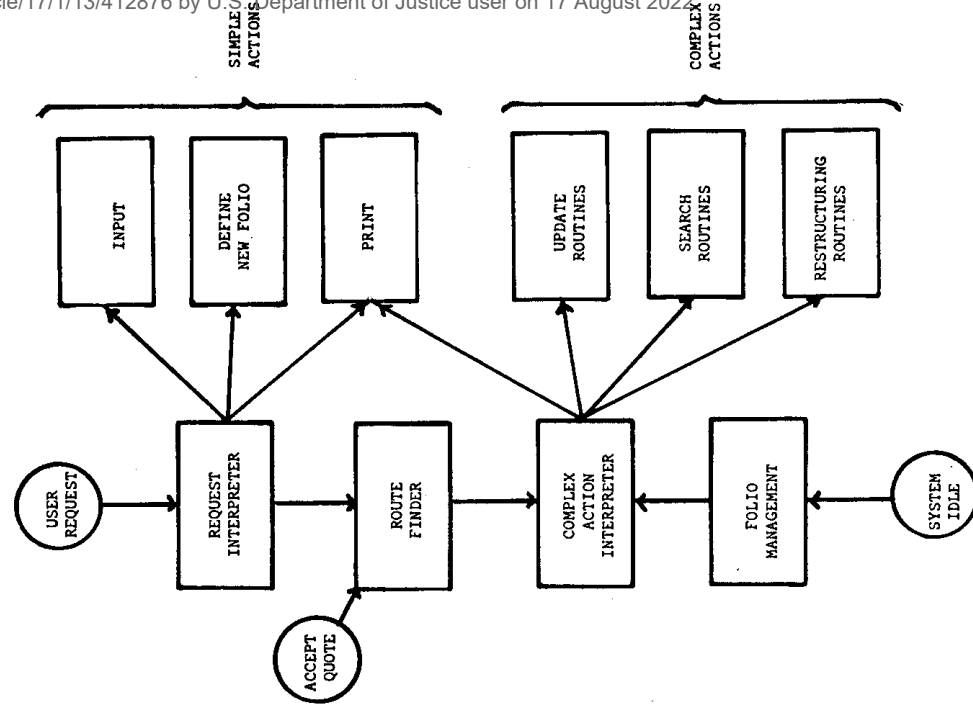 cle/17/1/13/412876 by U.S. Department of Justice user on 17 August 2022
SIMPLE
ACTIONS
COMPLEX
ACTIONS
INPUT
DEFINE
NEW FOLIO
PRINT
UPDATE
ROUTINES
SEARCH
ROUTINES
RESTRUCTURING
ROUTINES
USER
REQUEST
REQUEST
INTERPRETER
ROUTE
FINDER
COMPLEX
ACTION
INTERPRETER
FOLIO
MANAGEMENT
SYSTEM
IDLE
ACCEPT
QUOTE